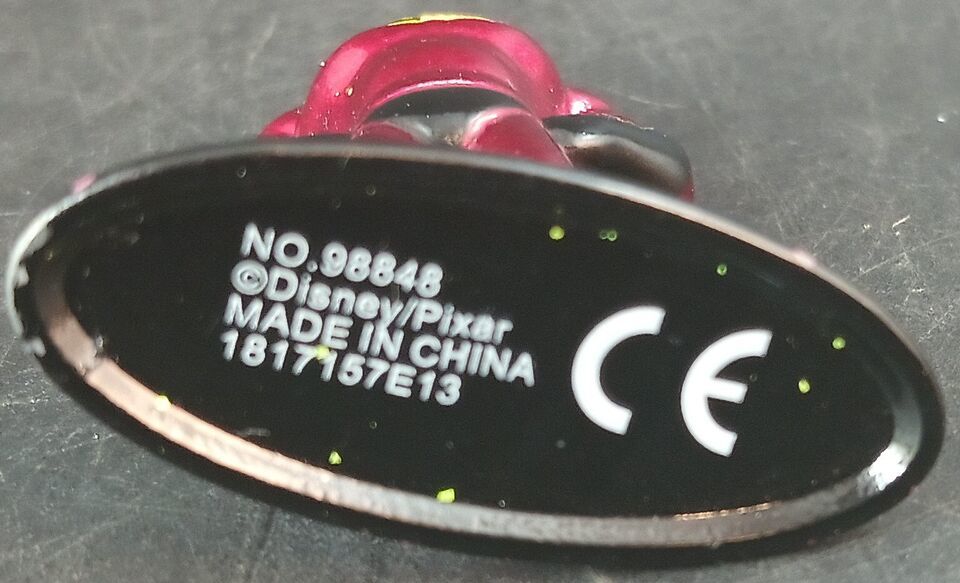 NO.98848
©Disney/Pixar
MADE IN CHINA
1817157E13
CE